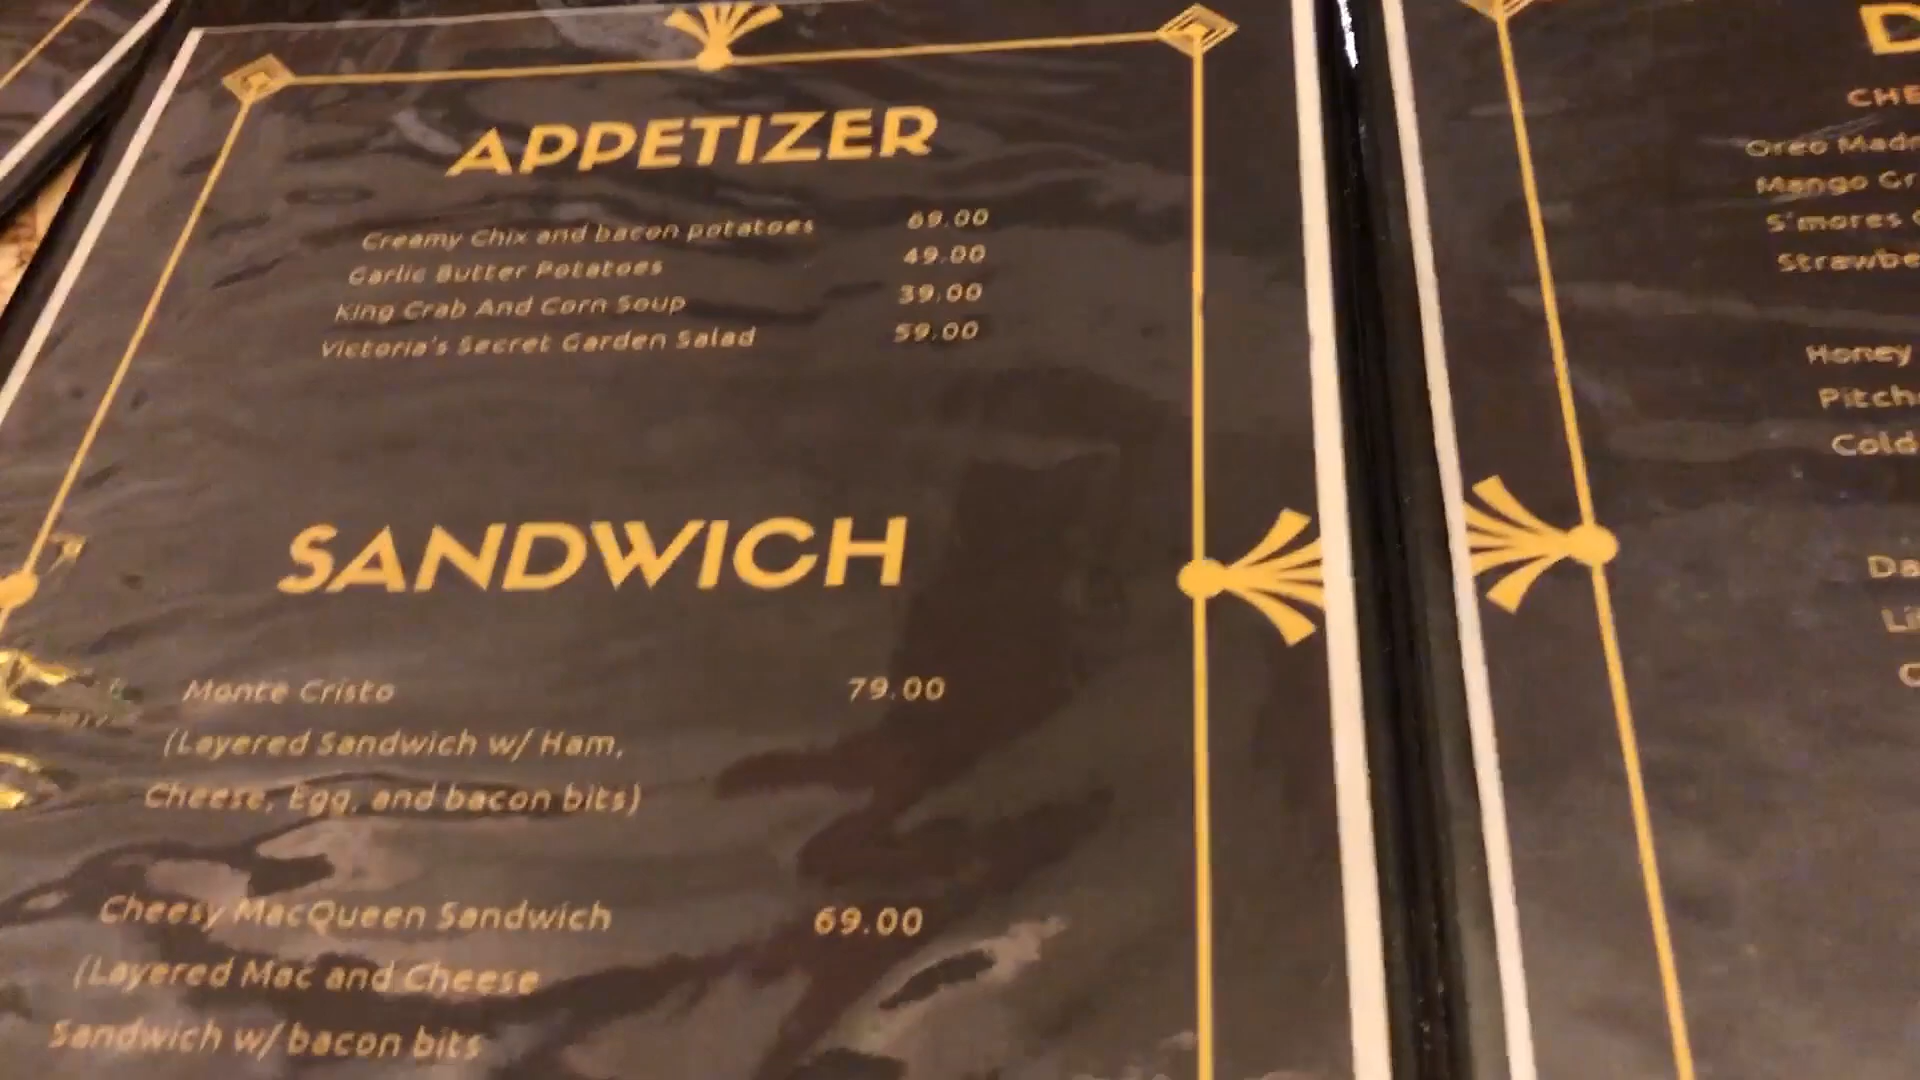 APPETIZER
Creamy Chix and bacon potatoes 69.00
Garlic Butter Potatoes 49.00
King Crab And Corn Soup 39.00
Victoria's Secret Garden Salad 59.00
SANDWICH
Monte Cristo 79.00
(Layered Sandwich w/ Ham,
Cheese, Egg, and bacon bits)
Cheesy MacQueen Sandwich 69.00
(Layered Mac and Cheese
Sandwich w/ bacon bits
Oreo
Mango
S'mores
Honey
Cold